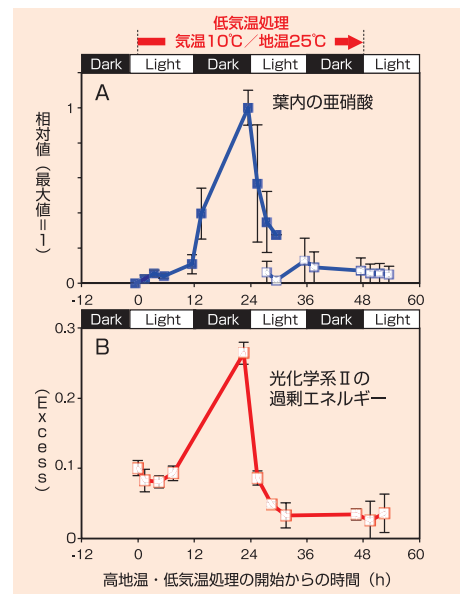 低気温処理
気温10℃／地温25℃
Dark Light Dark Light Dark Light
A
葉内の亜硝酸
相対値（最大値＝1）
1
0
-12 0 12 24 36 48 60
Dark Light Dark Light Dark Light
B
光化学系Ⅱの
過剰エネルギー
(Excess)
0.3
0.2
0.1
0
-12 0 12 24 36 48 60
高地温・低気温処理の開始からの時間（h）